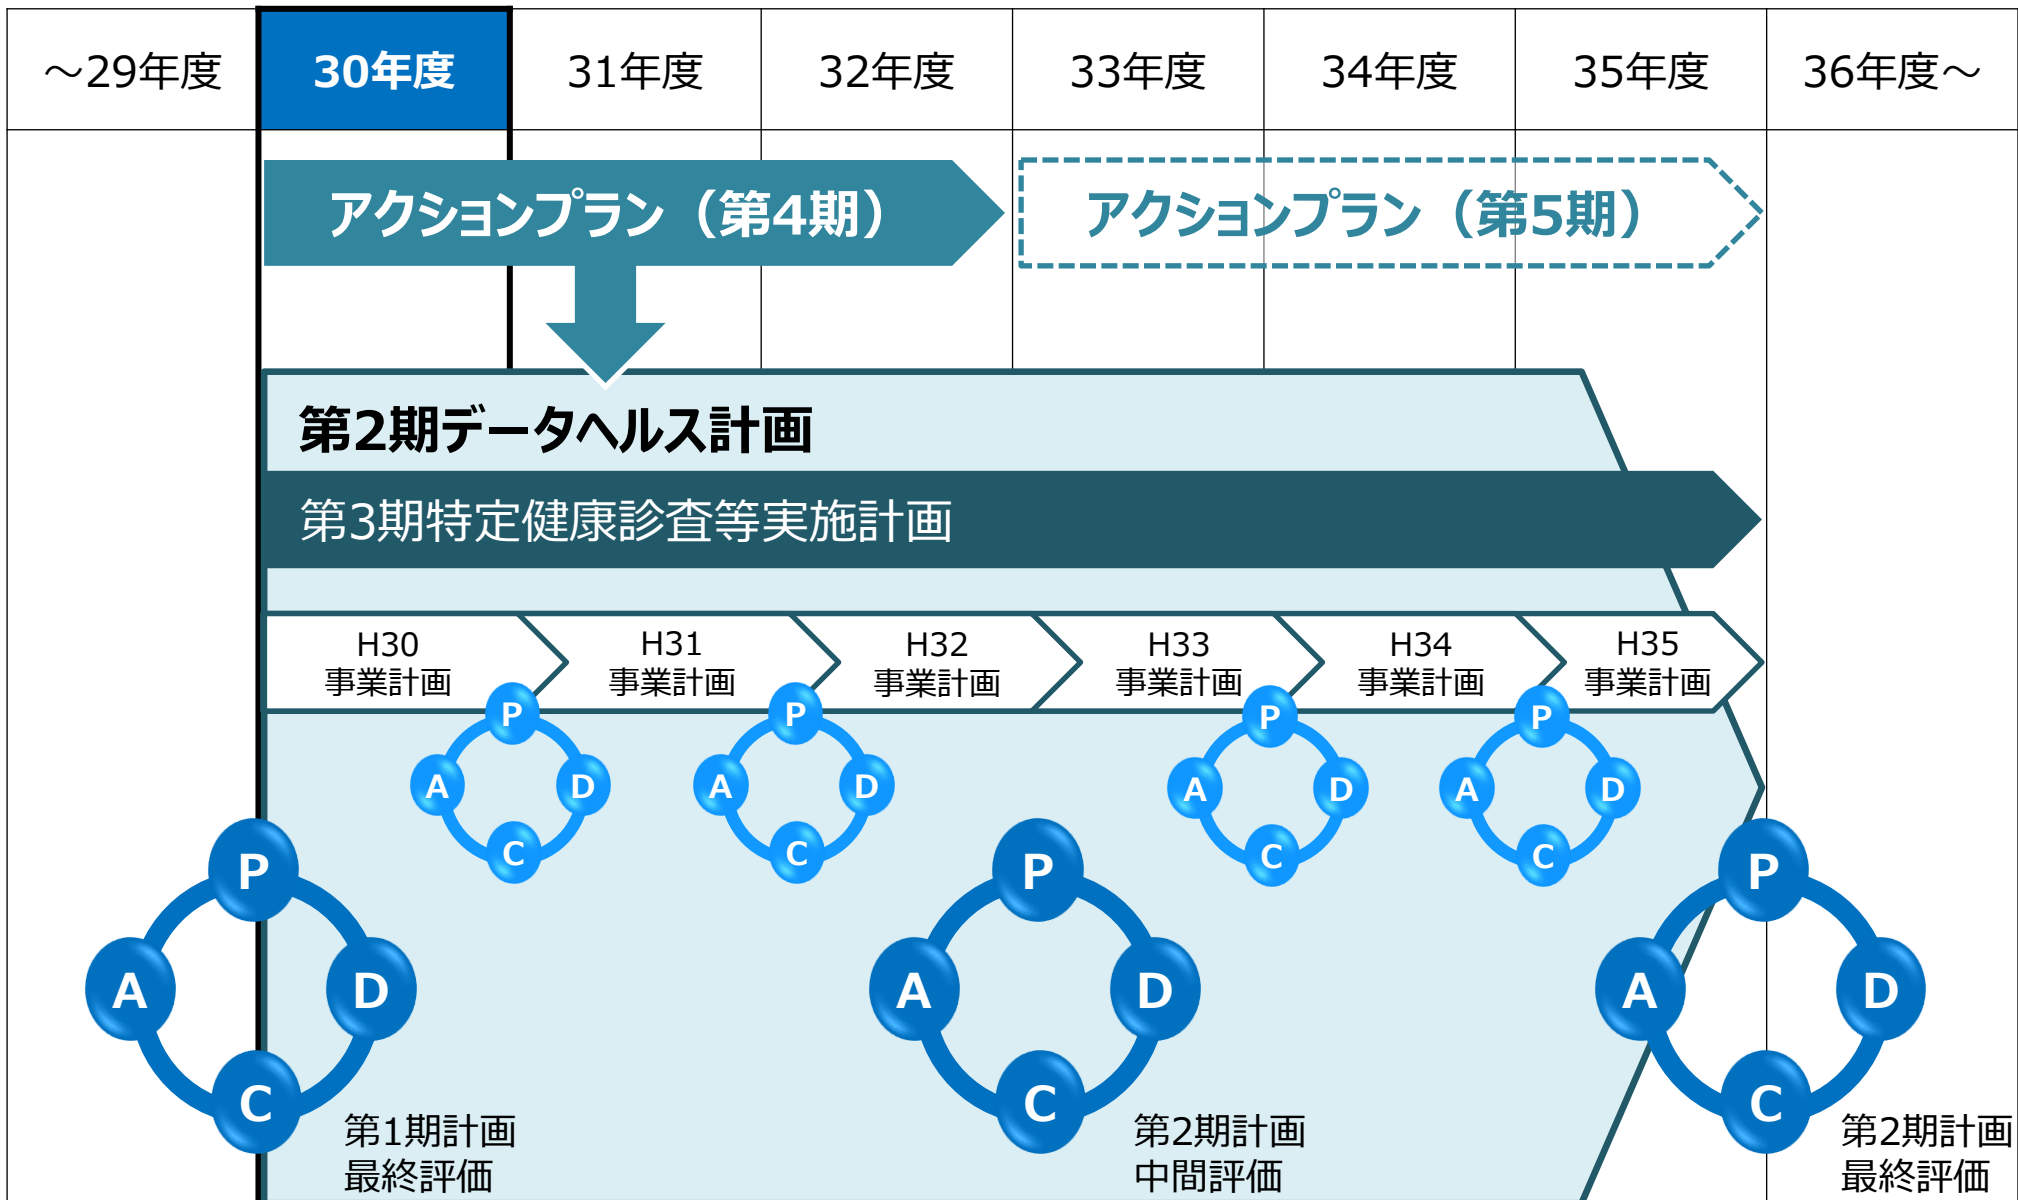 ～29年度
30年度
31年度
32年度
33年度
34年度
35年度
36年度～
アクションプラン（第4期）
アクションプラン（第5期）
第2期データヘルス計画
第3期特定健康診査等実施計画
H30
事業計画
H31
事業計画
H32
事業計画
H33
事業計画
H34
事業計画
H35
事業計画
P
A
D
C
P
A
D
C
P
A
D
C
P
A
D
C
P
A
D
C
第1期計画
最終評価
P
A
D
C
第2期計画
中間評価
P
A
D
C
第2期計画
最終評価